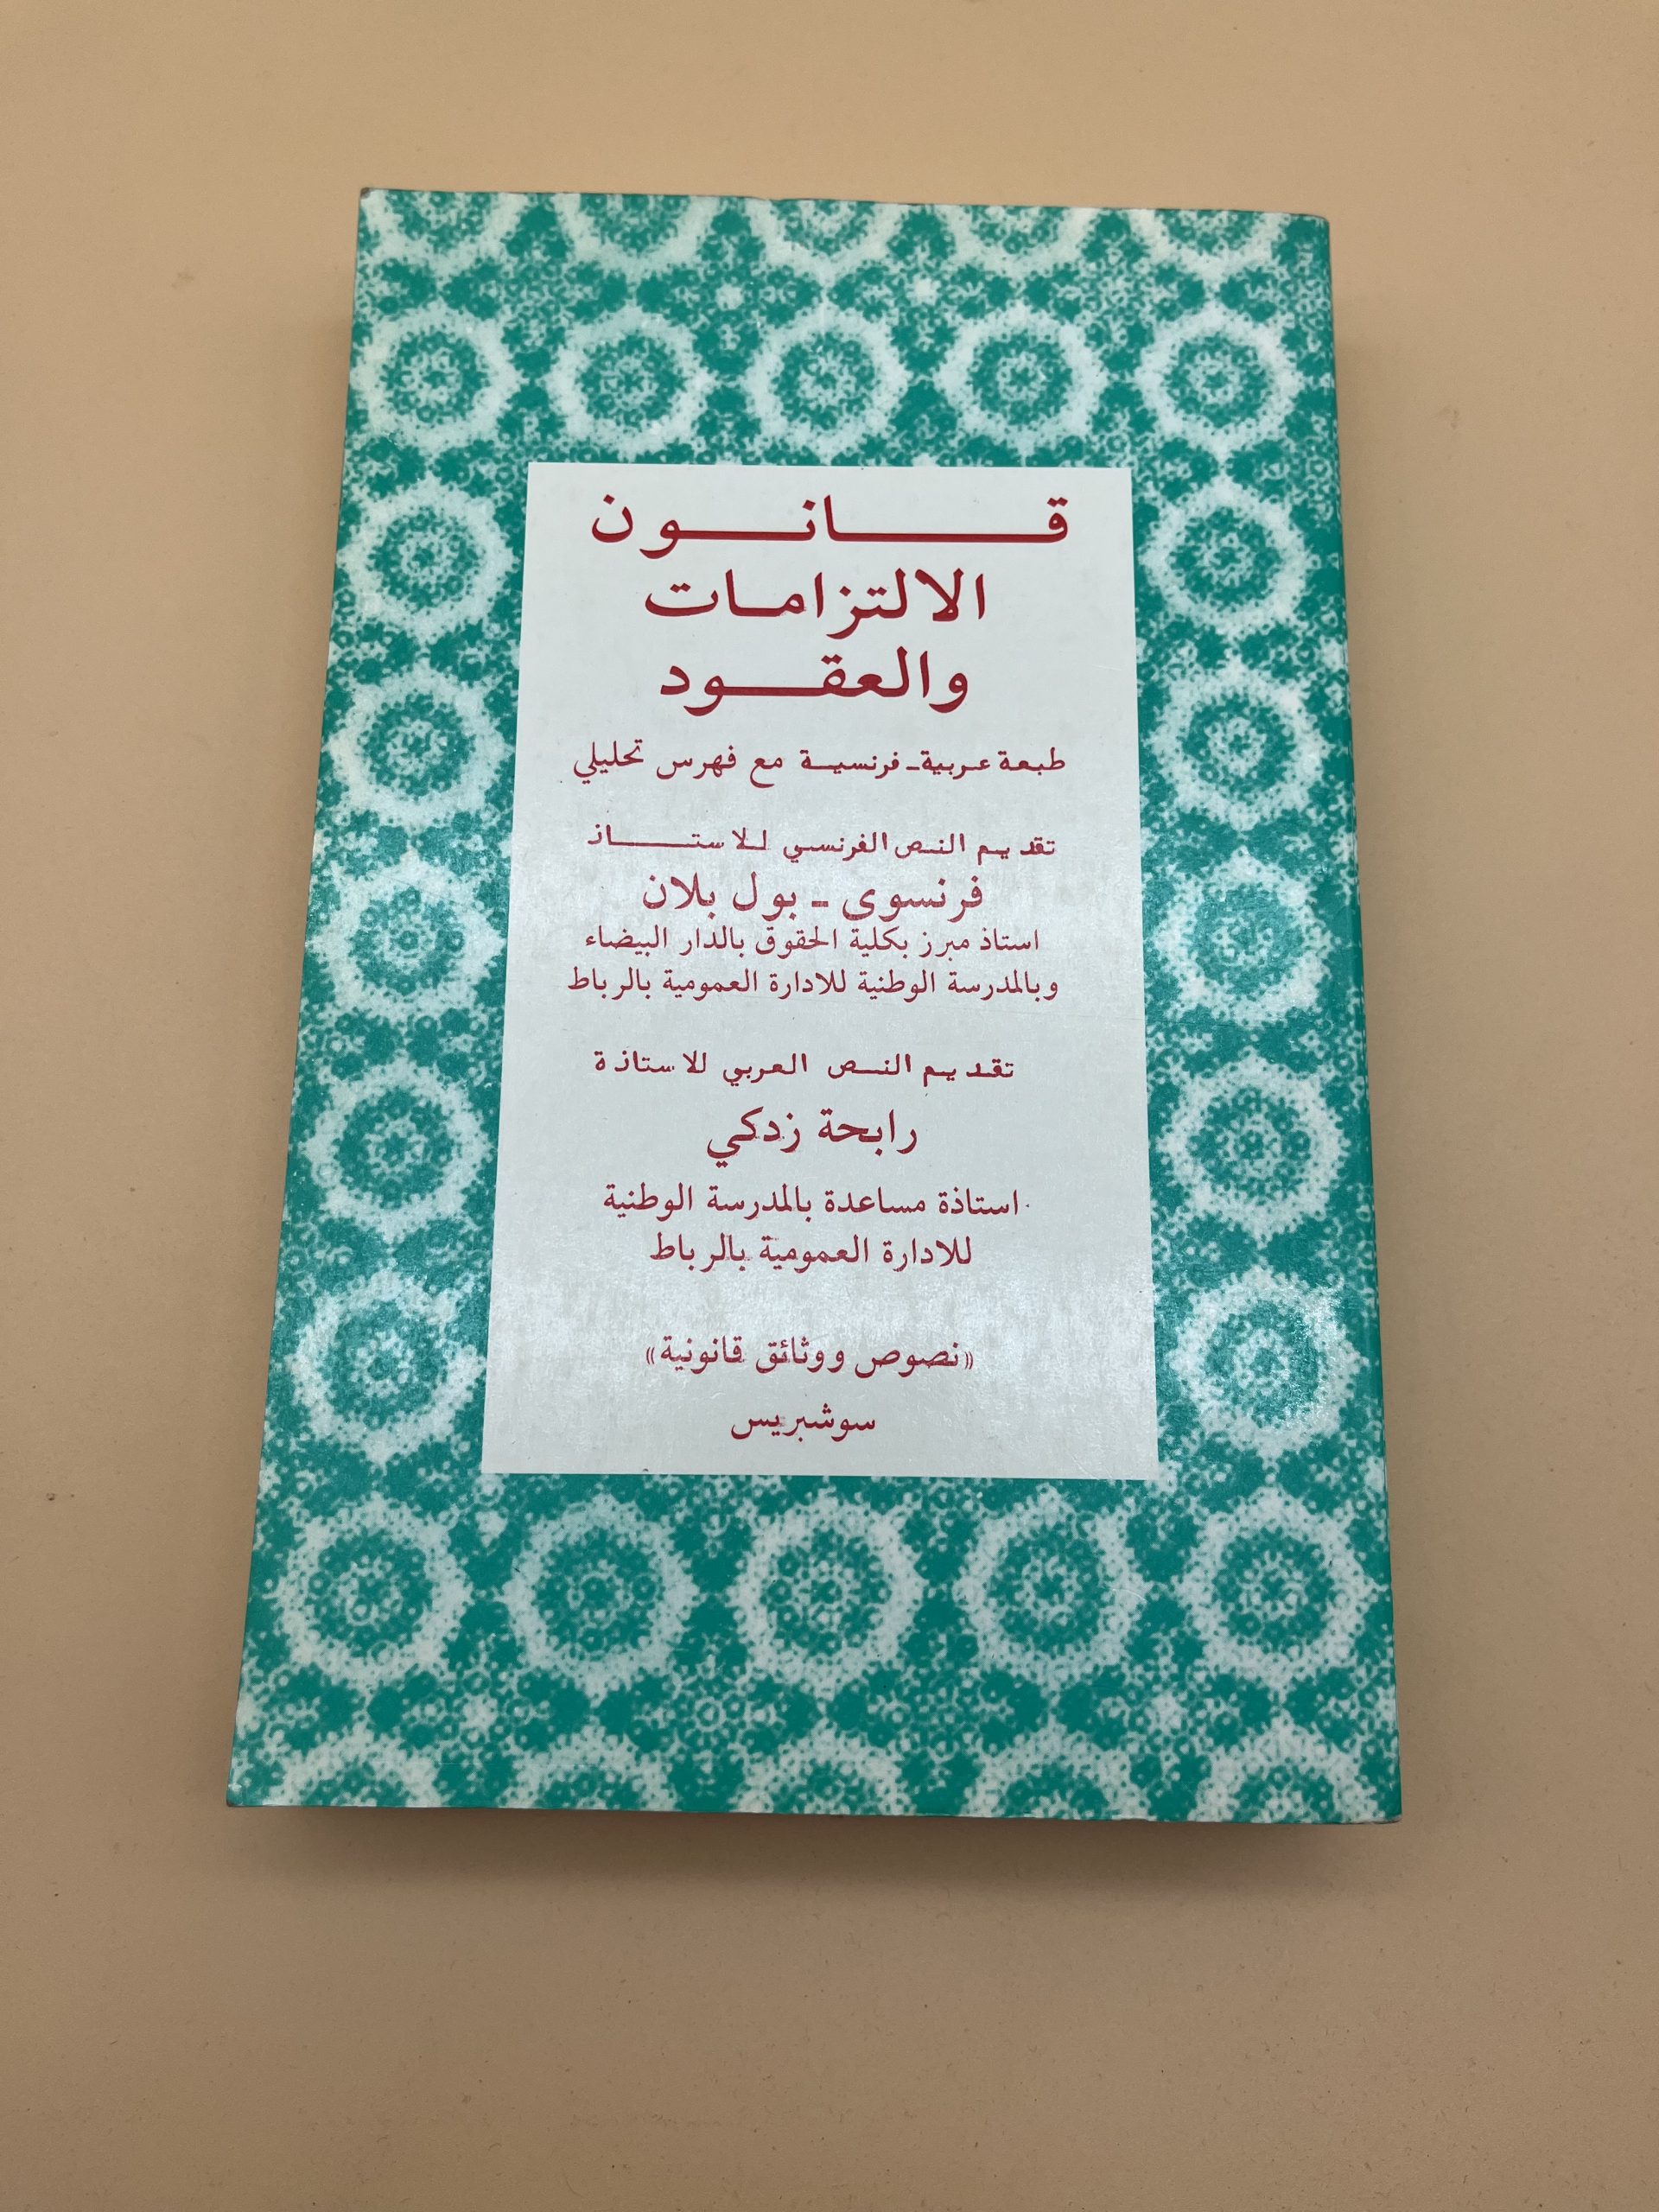 قانون
الالتزامات
والعقود
طبعة عربية - فرنسية مع فهرس تحليلي
تقديم النص الفرنسي للاستاذ
فرنسوى - بول بلان
استاذ مبرز بكلية الحقوق بالدار البيضاء
وبالمدرسة الوطنية للادارة العمومية بالرباط
تقديم النص العربي للاستاذة
رابحة زدكي
استاذة مساعدة بالمدرسة الوطنية
للادارة العمومية بالرباط
«نصوص ووثائق قانونية»
سوشبريس